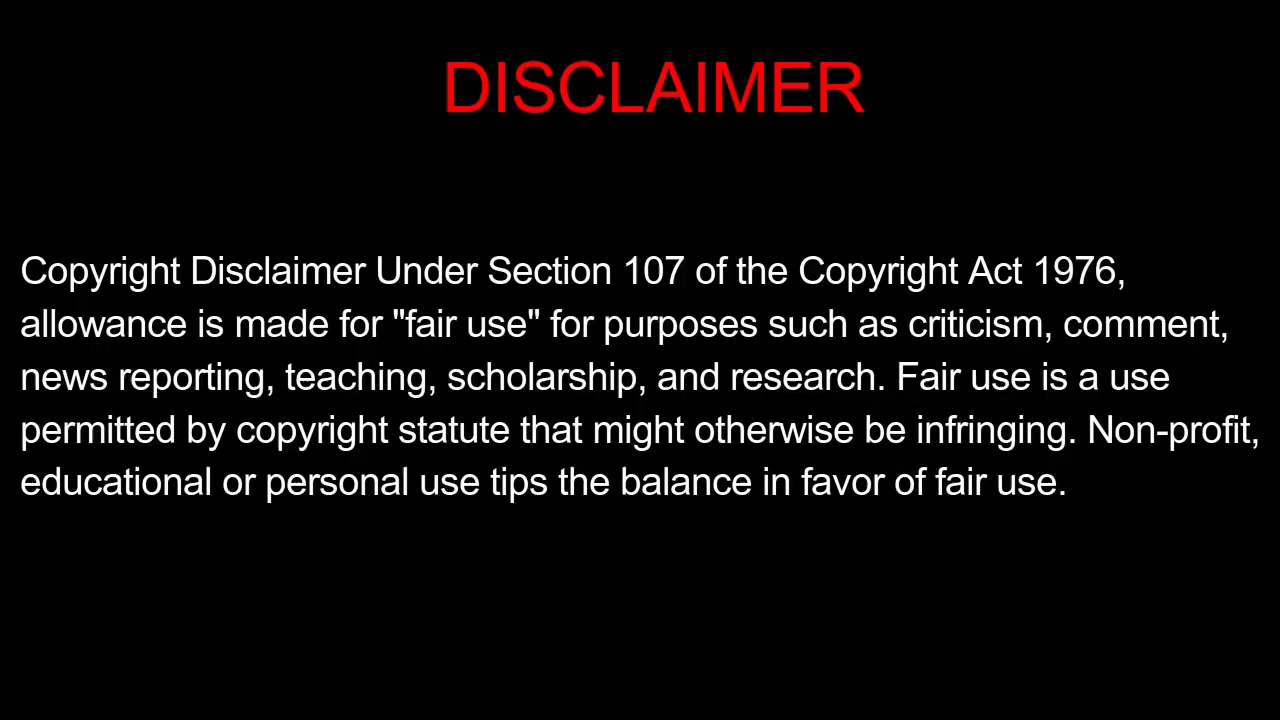 DISCLAIMER
Copyright Disclaimer Under Section 107 of the Copyright Act 1976,
allowance is made for "fair use" for purposes such as criticism, comment,
news reporting, teaching, scholarship, and research. Fair use is a use
permitted by copyright statute that might otherwise be infringing. Non-profit,
educational or personal use tips the balance in favor of fair use.